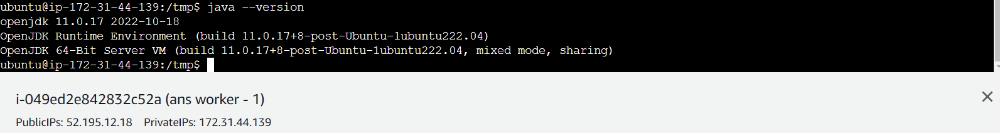 ubuntu@ip-172-31-44-139:/tmp$ java --version
openjdk 11.0.17 2022-10-18
OpenJDK Runtime Environment (build 11.0.17+8-post-Ubuntu-1ubuntu222.04)
OpenJDK 64-Bit Server VM (build 11.0.17+8-post-Ubuntu-1ubuntu222.04, mixed mode, sharing)
ubuntu@ip-172-31-44-139:/tmp$
i-049ed2e842832c52a (ans worker - 1)
PublicIPs: 52.195.12.18 PrivateIPs: 172.31.44.139